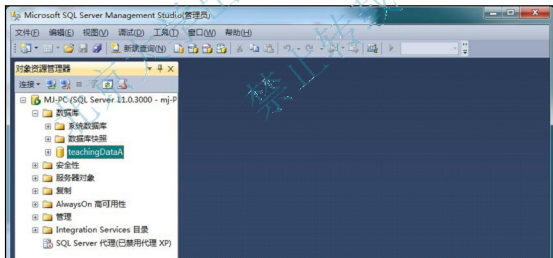 Microsoft SQL Server Management Studio(管理员)
文件(F) 编辑(E) 视图(V) 调试(D) 工具(T) 窗口(W) 帮助(H)
新建查询(N)
对象资源管理器
连接
MJ-PC (SQL Server 11.0.3000 - mj-P
数据库
系统数据库
数据库快照
teachingDataA
安全性
服务器对象
复制
AlwaysOn 高可用性
管理
Integration Services 目录
SQL Server 代理(已禁用代理 XP)
禁止转载